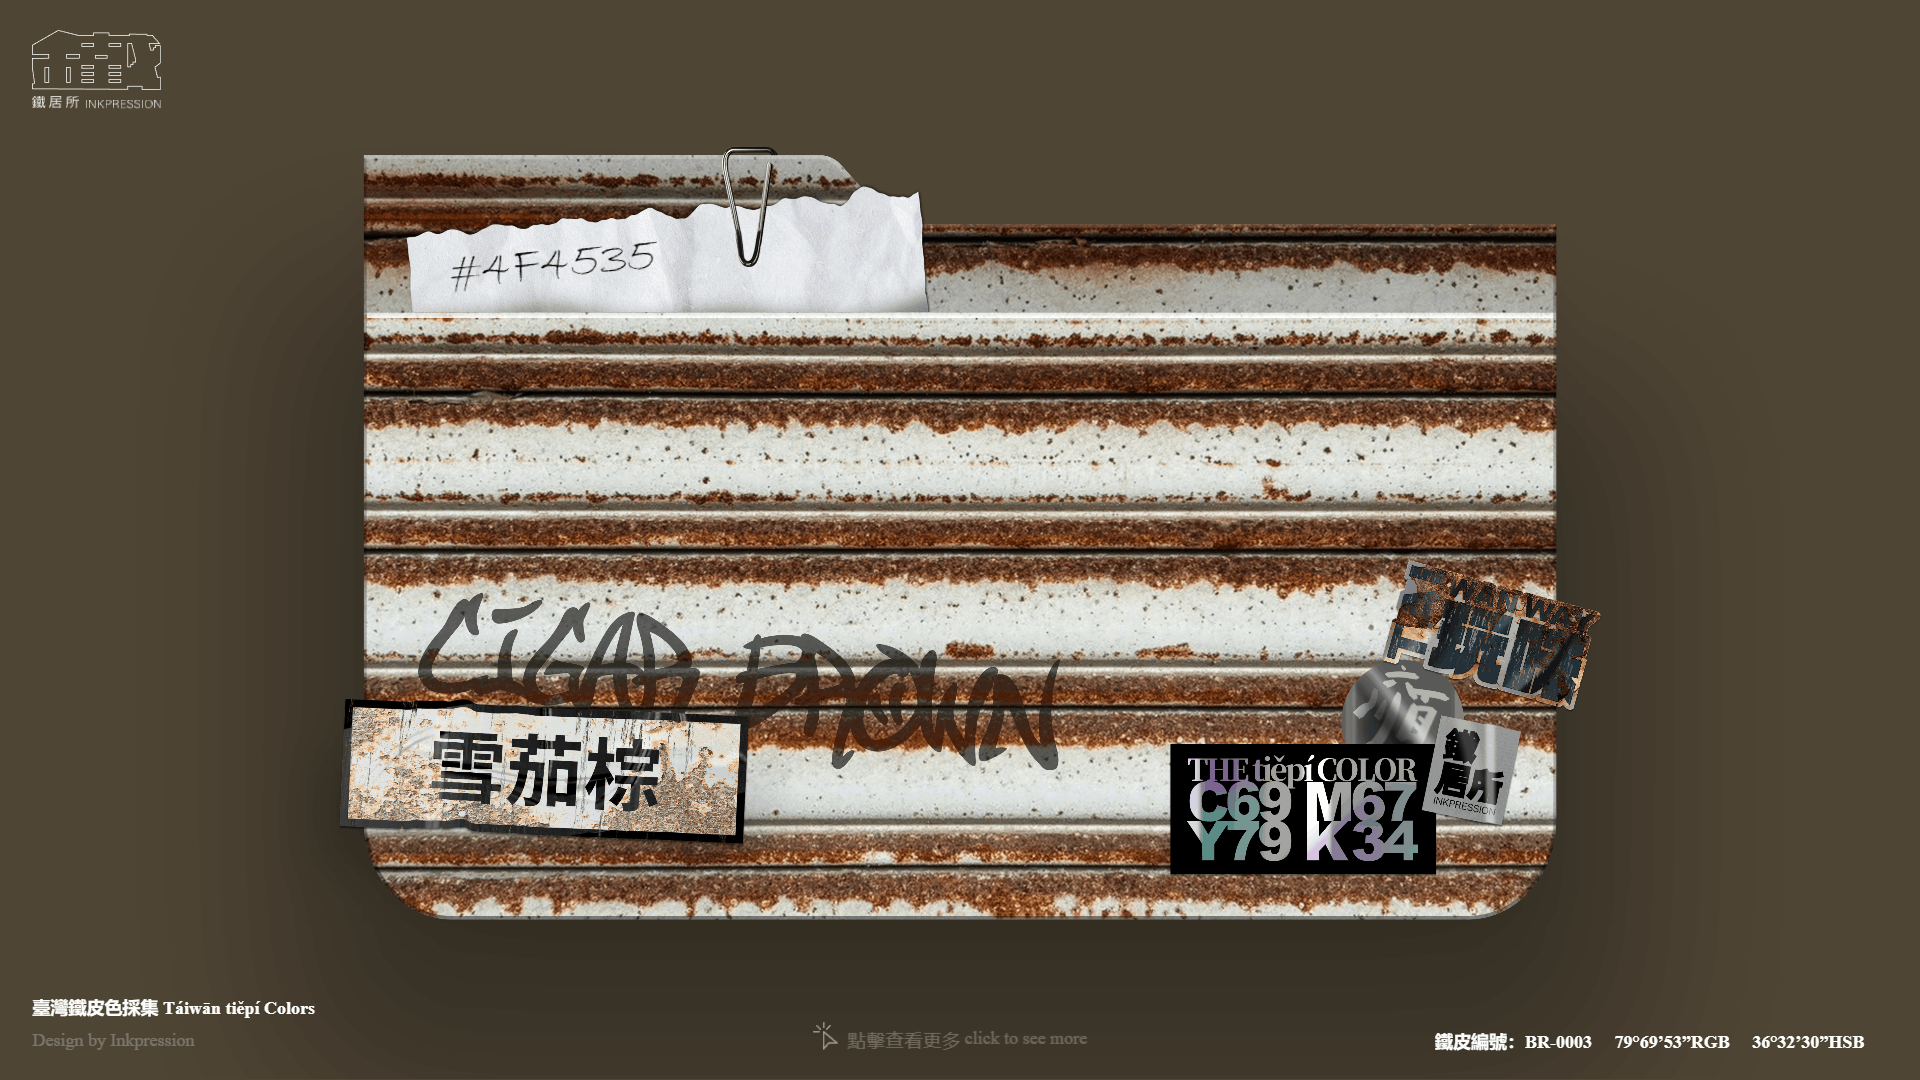 鐵居所 INKPRESSION
#4F4535
CIGAR BROWN
雪茄棕
WANWAY
THE tiěpí COLOR
C69 M67
Y79 K34
鐵居所
INKPRESSION
臺灣鐵皮色採集 Táiwān tiěpí Colors
Design by Inkpression
點擊查看更多 click to see more
鐵皮編號：BR-0003 79°69’53”RGB 36°32’30”HSB